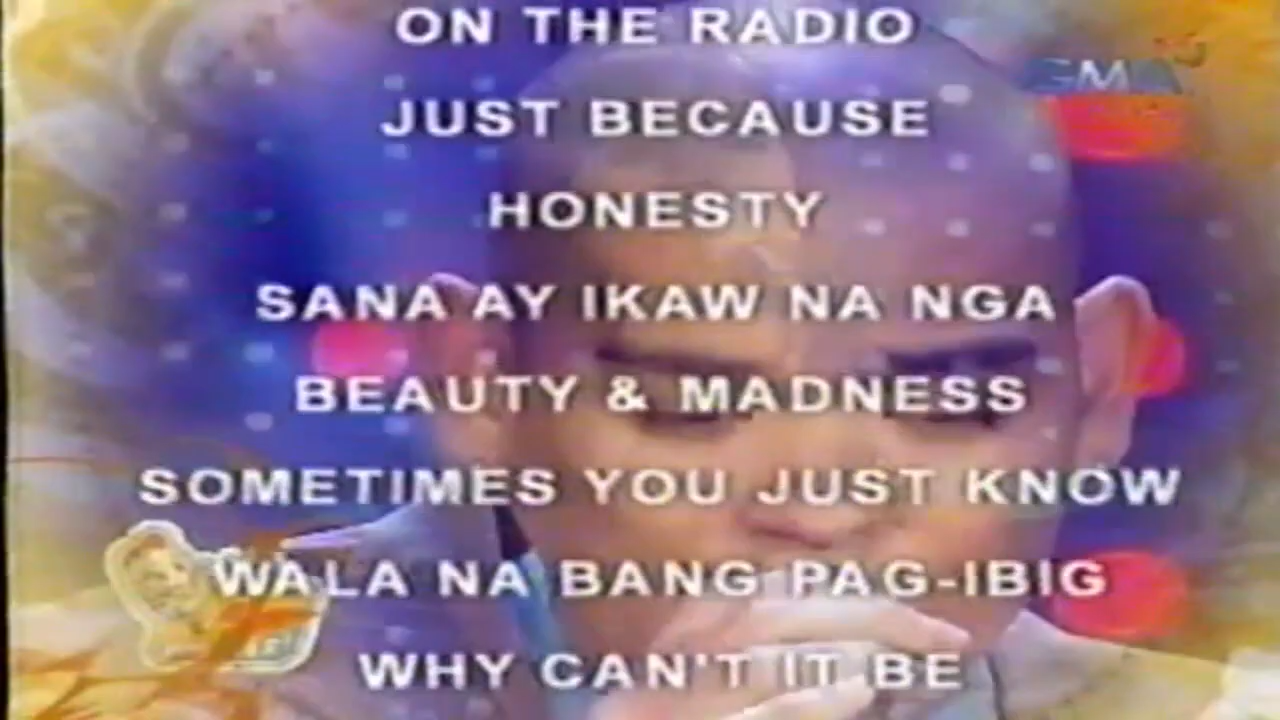 ON THE RADIO
GMA
JUST BECAUSE
HONESTY
SANA AY IKAW NA NGA
BEAUTY & MADNESS
SOMETIMES YOU JUST KNOW
WALA NA BANG PAG-IBIG
WHY CAN'T IT BE